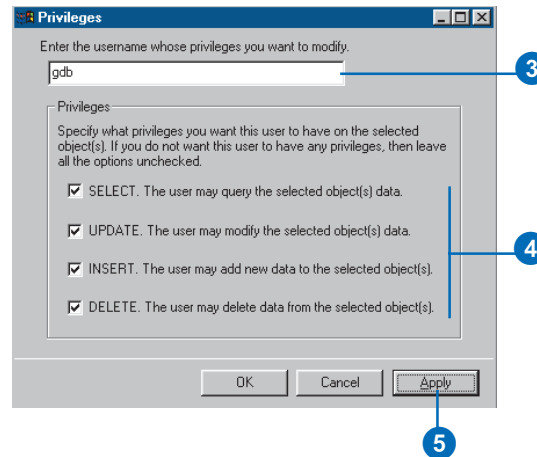 Privileges
Enter the username whose privileges you want to modify.
gdb
3
Privileges
Specify what privileges you want this user to have on the selected
object(s). If you do not want this user to have any privileges, then leave
all the options unchecked.
SELECT. The user may query the selected object(s) data.
UPDATE. The user may modify the selected object(s) data.
4
INSERT. The user may add new data to the selected object(s).
DELETE. The user may delete data from the selected object(s).
OK Cancel Apply
5